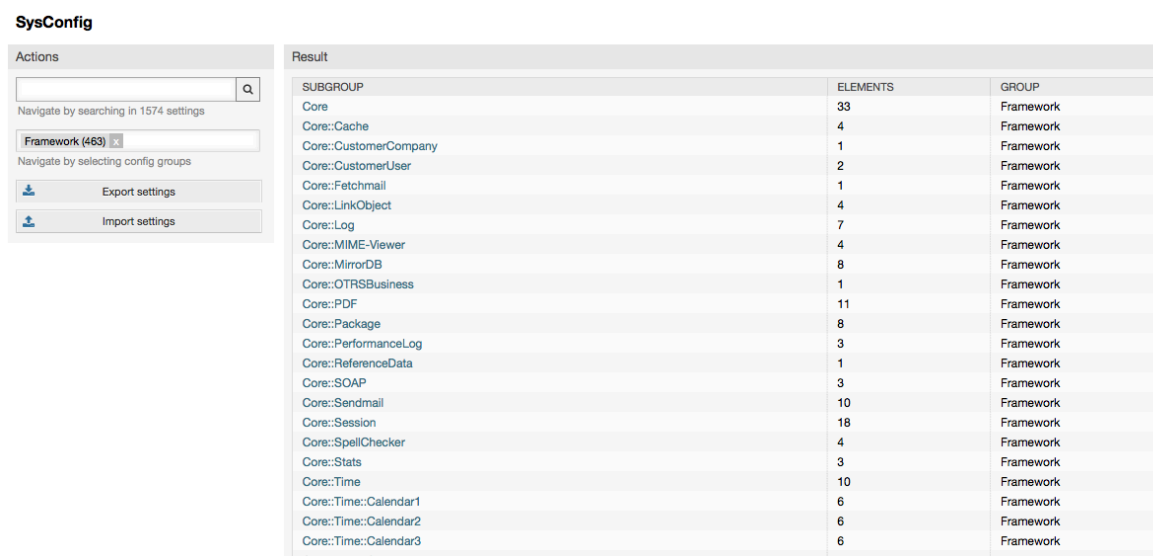 SysConfig
Actions
Navigate by searching in 1574 settings
Framework (463) x
Navigate by selecting config groups
Export settings
Import settings
Result
SUBGROUP ELEMENTS GROUP
Core 33 Framework
Core::Cache 4 Framework
Core::CustomerCompany 1 Framework
Core::CustomerUser 2 Framework
Core::Fetchmail 1 Framework
Core::LinkObject 4 Framework
Core::Log 7 Framework
Core::MIME-Viewer 4 Framework
Core::MirrorDB 8 Framework
Core::OTRSBusiness 1 Framework
Core::PDF 11 Framework
Core::Package 8 Framework
Core::PerformanceLog 3 Framework
Core::ReferenceData 1 Framework
Core::SOAP 3 Framework
Core::Sendmail 10 Framework
Core::Session 18 Framework
Core::SpellChecker 4 Framework
Core::Stats 3 Framework
Core::Time 10 Framework
Core::Time::Calendar1 6 Framework
Core::Time::Calendar2 6 Framework
Core::Time::Calendar3 6 Framework